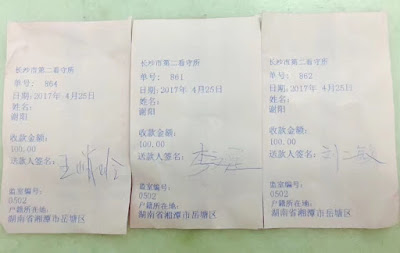 长沙市第二看守所
单号: 864
日期:2017年 4月25日
姓名:
谢阳
收款金额:
100.00
送款人签名:
监室编号:
0502
户籍所在地:
湖南省湘潭市岳塘区
长沙市第二看守所
单号: 861
日期:2017年 4月25日
姓名:
谢阳
收款金额:
100.00
送款人签名:
监室编号:
0502
户籍所在地:
湖南省湘潭市岳塘区
长沙市第二看守所
单号: 862
日期:2017年 4月25日
姓名:
谢阳
收款金额:
100.00
送款人签名: 刘二敏
监室编号:
0502
户籍所在地:
湖南省湘潭市岳塘区